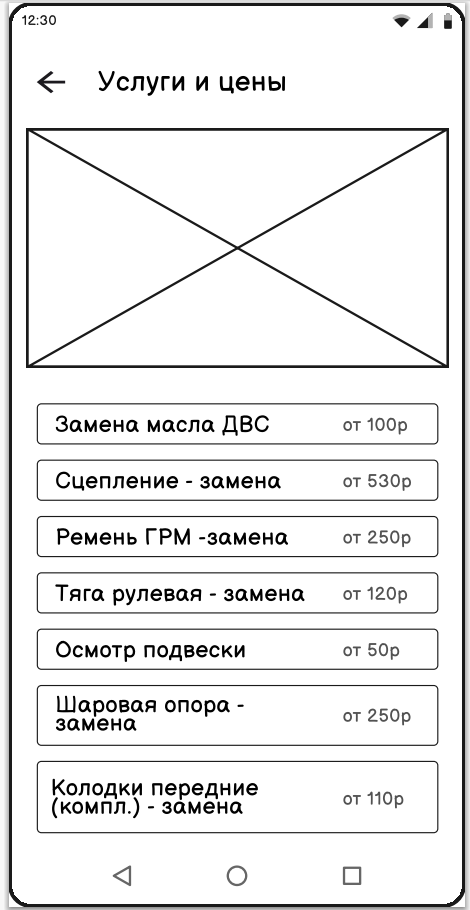 12:30
Услуги и цены
Замена масла ДВС от 100р
Сцепление - замена от 530р
Ремень ГРМ -замена от 250р
Тяга рулевая - замена от 120р
Осмотр подвески от 50р
Шаровая опора -
замена от 250р
Колодки передние
(компл.) - замена от 110р